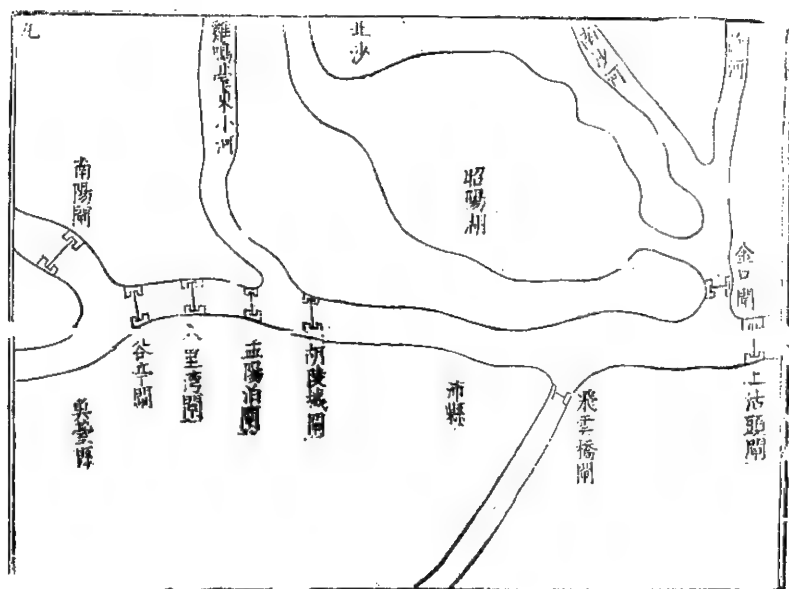 雞鳴臺東小河
北沙
河
昭陽湖
南陽閘
金口閘
谷亭閘
八里灣閘
孟陽泊閘
胡陵城閘
沛縣
飛雲橋閘
上沽頭閘
魚臺縣